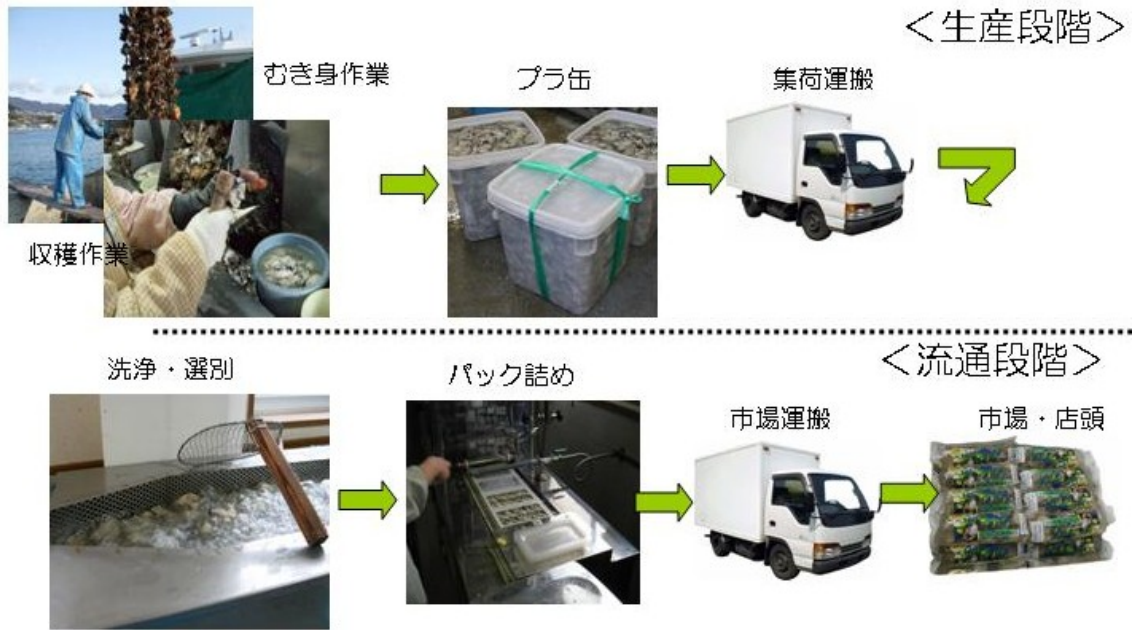 ＜生産段階＞
むき身作業
プラ缶
集荷運搬
収穫作業
＜流通段階＞
洗浄・選別
パック詰め
市場運搬
市場・店頭